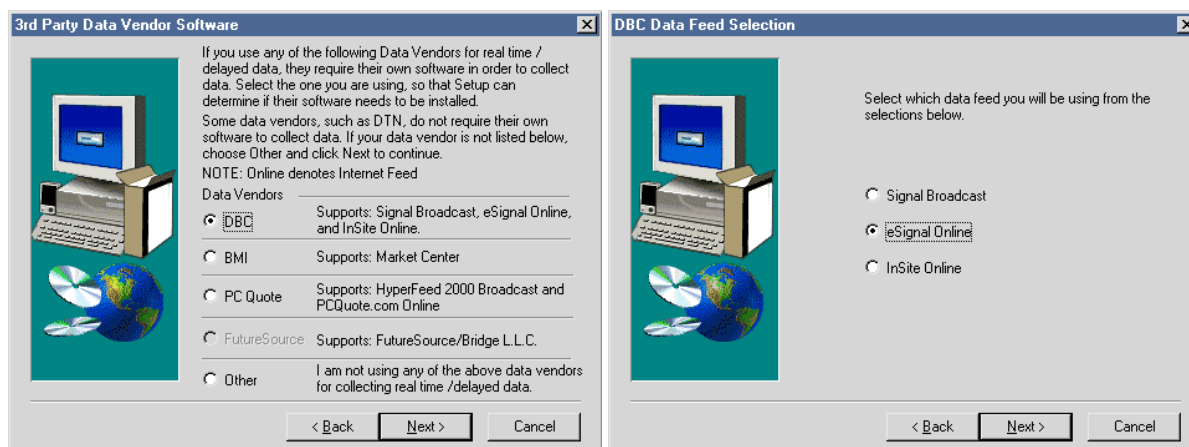 3rd Party Data Vendor Software
If you use any of the following Data Vendors for real time /
delayed data, they require their own software in order to collect
data. Select the one you are using, so that Setup can
determine if their software needs to be installed.
Some data vendors, such as DTN, do not require their own
software to collect data. If your data vendor is not listed below,
choose Other and click Next to continue.
NOTE: Online denotes Internet Feed
Data Vendors
DBC
Supports: Signal Broadcast, eSignal Online,
and InSite Online.
BMI
Supports: Market Center
PC Quote
Supports: HyperFeed 2000 Broadcast and
PCQuote.com Online
FutureSource
Supports: FutureSource/Bridge L.L.C.
Other
I am not using any of the above data vendors
for collecting real time /delayed data.
< Back
Next >
Cancel
DBC Data Feed Selection
Select which data feed you will be using from the
selections below.
Signal Broadcast
eSignal Online
InSite Online
< Back
Next >
Cancel